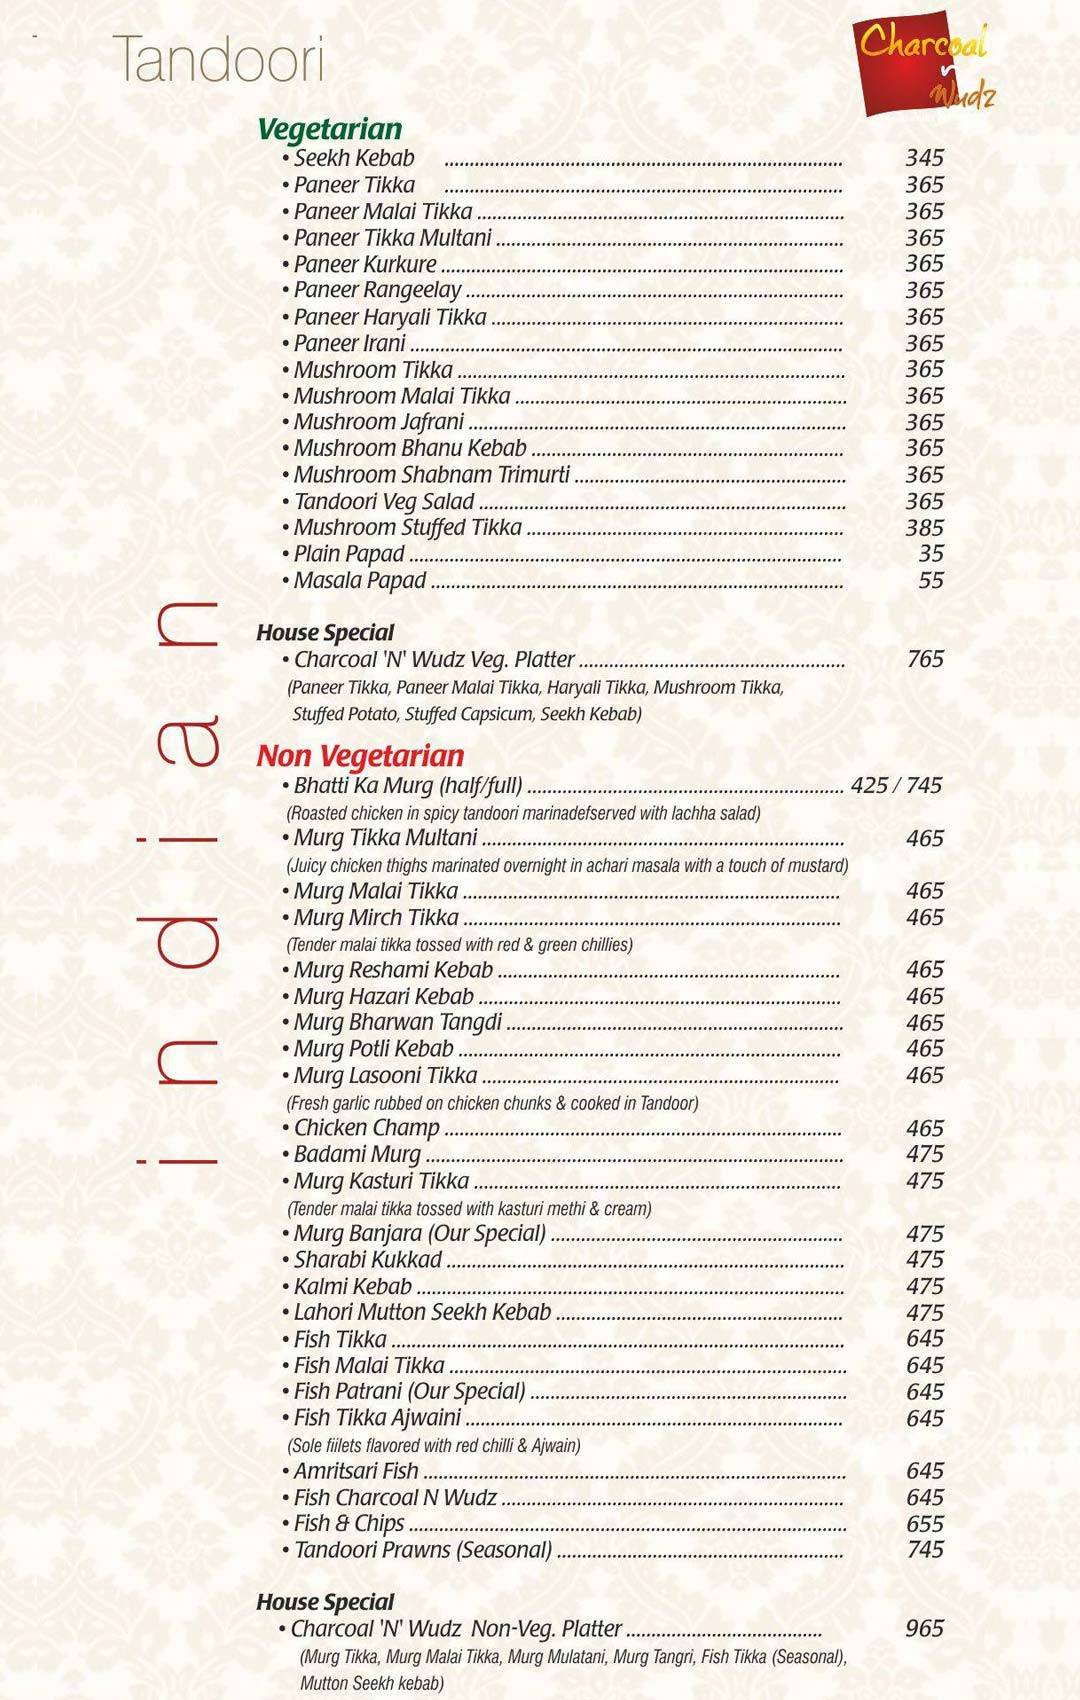 Tandoori
Charcoal
n
Wudz
Vegetarian
• Seekh Kebab ........ 345
• Paneer Tikka ........ 365
• Paneer Malai Tikka ........ 365
• Paneer Tikka Multani ........ 365
• Paneer Kurkure ........ 365
• Paneer Rangeelay ........ 365
• Paneer Haryali Tikka ........ 365
• Paneer Irani ........ 365
• Mushroom Tikka ........ 365
• Mushroom Malai Tikka ........ 365
• Mushroom Jafrani ........ 365
• Mushroom Bhanu Kebab ........ 365
• Mushroom Shabnam Trimurti ........ 365
• Tandoori Veg Salad ........ 365
• Mushroom Stuffed Tikka ........ 385
• Plain Papad ........ 35
• Masala Papad ........ 55
House Special
• Charcoal 'N' Wudz Veg. Platter ........ 765
(Paneer Tikka, Paneer Malai Tikka, Haryali Tikka, Mushroom Tikka,
Stuffed Potato, Stuffed Capsicum, Seekh Kebab)
Non Vegetarian
• Bhatti Ka Murg (half/full) ........ 425 / 745
(Roasted chicken in spicy tandoori marinadefserved with lachha salad)
• Murg Tikka Multani ........ 465
(Juicy chicken thighs marinated overnight in achari masala with a touch of mustard)
• Murg Malai Tikka ........ 465
• Murg Mirch Tikka ........ 465
(Tender malai tikka tossed with red & green chillies)
• Murg Reshami Kebab ........ 465
• Murg Hazari Kebab ........ 465
• Murg Bharwan Tangdi ........ 465
• Murg Potli Kebab ........ 465
• Murg Lasooni Tikka ........ 465
(Fresh garlic rubbed on chicken chunks & cooked in Tandoor)
• Chicken Champ ........ 465
• Badami Murg ........ 475
• Murg Kasturi Tikka ........ 475
(Tender malai tikka tossed with kasturi methi & cream)
• Murg Banjara (Our Special) ........ 475
• Sharabi Kukkad ........ 475
• Kalmi Kebab ........ 475
• Lahori Mutton Seekh Kebab ........ 475
• Fish Tikka ........ 645
• Fish Malai Tikka ........ 645
• Fish Patrani (Our Special) ........ 645
• Fish Tikka Ajwaini ........ 645
(Sole fiilets flavored with red chilli & Ajwain)
• Amritsari Fish ........ 645
• Fish Charcoal N Wudz ........ 645
• Fish & Chips ........ 655
• Tandoori Prawns (Seasonal) ........ 745
House Special
• Charcoal 'N' Wudz Non-Veg. Platter ........ 965
(Murg Tikka, Murg Malai Tikka, Murg Mulatani, Murg Tangri, Fish Tikka (Seasonal),
Mutton Seekh kebab)
indian